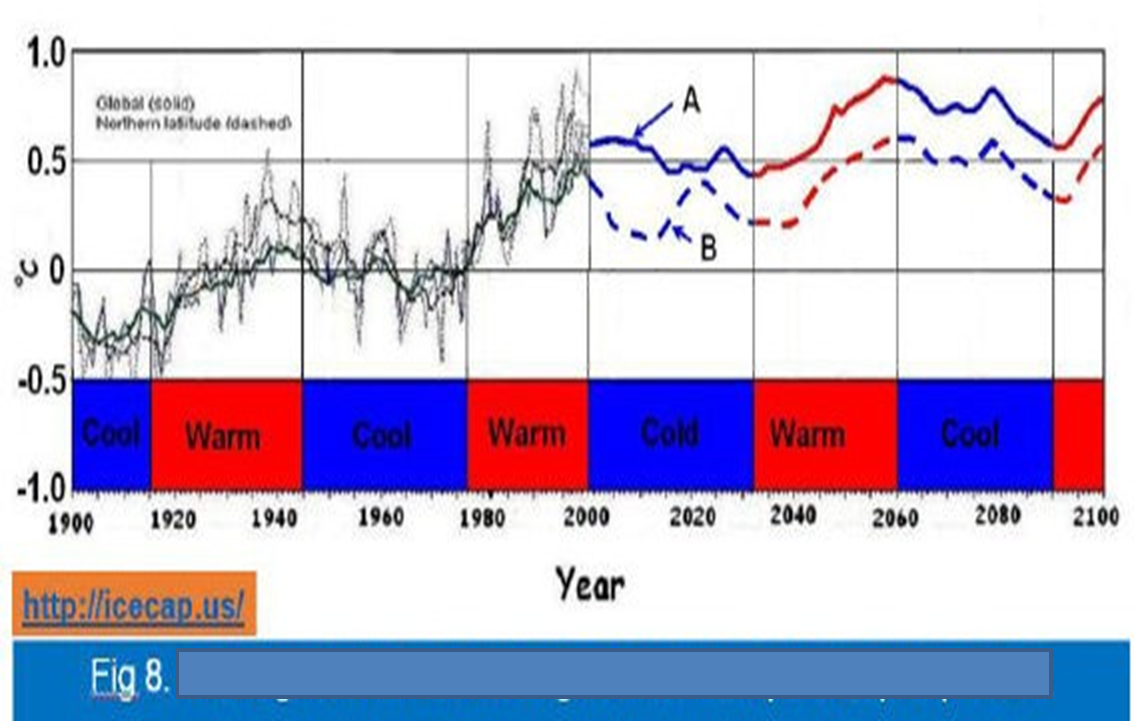 1.0
Global (solid)
Northern latitude (dashed)
A
0.5
B
°C
0
-0.5
Cool Warm Cool Warm Cold Warm Cool
-1.0
1900 1920 1940 1960 1980 2000 2020 2040 2060 2080 2100
Year
http://icecap.us/
Fig 8.